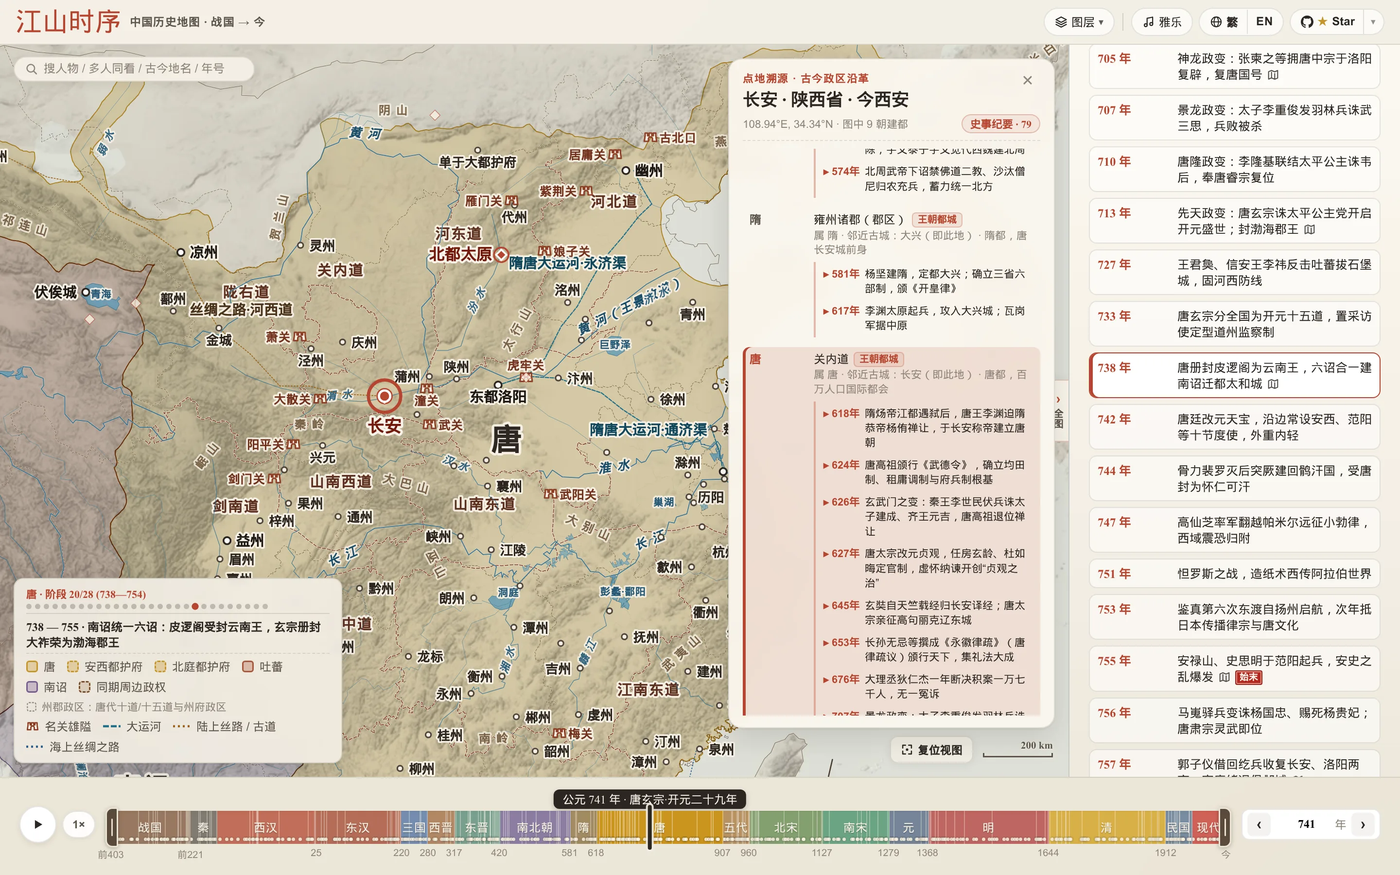 江山时序
中国历史地图 · 战国 → 今
图层 ▾
雅乐
繁
EN
★ Star
▾
搜人物 / 多人同看 / 古今地名 / 年号
阴山
黄河
弱水
祁连山
贺兰山
古北口
单于大都护府
居庸关
幽州
燕
紫荆关
河北道
雁门关
代州
河东道
北都太原
娘子关
隋唐大运河·永济渠
凉州
灵州
关内道
伏俟城
青海
鄯州
陇右道
丝绸之路·河西道
金城
萧关
泾州
庆州
汾水
太行山
洺州
黄河（王景河汴）
青州
巨野泽
蒲州
陕州
虎牢关
汴州
大散关
渭水
潼关
东都洛阳
徐州
秦岭
长安
武关
唐
隋唐大运河·通济渠
阳平关
兴元
汉水
淮水
滁州
岷山
剑门关
山南西道
大巴山
襄州
山南东道
武阳关
巢湖
历阳
剑南道
果州
梓州
通州
大别山
峡州
长江
长江
江陵
杭
益州
眉州
巫山
歙州
黔州
朗州
洞庭
彭蠡·鄱阳
衢州
中道
潭州
赣江
抚州
武夷山
龙标
湘水
衡州
吉州
建州
永州
江南东道
郴州
虔州
桂州
南岭
梅关
韶州
汀州
漳州
泉州
柳州
点地溯源 · 古今政区沿革
×
长安 · 陕西省 · 今西安
108.94°E, 34.34°N · 图中 9 朝建都
史事纪要 · 79
▸ 574年 北周武帝下诏禁佛道二教、沙汰僧
尼归农充兵，蓄力统一北方
隋
雍州诸郡（郡区） 王朝都城
属 隋 · 邻近古城：大兴（即此地） · 隋都，唐
长安城前身
▸ 581年 杨坚建隋，定都大兴；确立三省六
部制，颁《开皇律》
▸ 617年 李渊太原起兵，攻入大兴城；瓦岗
军据中原
唐
关内道 王朝都城
属 唐 · 邻近古城：长安（即此地） · 唐都，百
万人口国际都会
▸ 618年 隋炀帝江都遇弑后，唐王李渊迫隋
恭帝杨侑禅让，于长安称帝建立唐
朝
▸ 624年 唐高祖颁行《武德令》，确立均田
制、租庸调制与府兵制根基
▸ 626年 玄武门之变：秦王李世民伏兵诛太
子建成、齐王元吉，唐高祖退位禅
让
▸ 627年 唐太宗改元贞观，任房玄龄、杜如
晦定官制，虚怀纳谏开创“贞观之
治”
▸ 645年 玄奘自天竺载经归长安译经；唐太
宗亲征高句丽克辽东城
▸ 653年 长孙无忌等撰成《永徽律疏》（唐
律疏议）颁行天下，集礼法大成
▸ 676年 大理丞狄仁杰一年断决积案一万七
千人，无一冤诉
› 全图
705 年 神龙政变：张柬之等拥唐中宗于洛阳
复辟，复唐国号
707 年 景龙政变：太子李重俊发羽林兵诛武
三思，兵败被杀
710 年 唐隆政变：李隆基联结太平公主诛韦
后，奉唐睿宗复位
713 年 先天政变：唐玄宗诛太平公主党开启
开元盛世；封渤海郡王
727 年 王君㚟、信安王李祎反击吐蕃拔石堡
城，固河西防线
733 年 唐玄宗分全国为开元十五道，置采访
使定型道州监察制
738 年 唐册封皮逻阁为云南王，六诏合一建
南诏迁都太和城
742 年 唐廷改元天宝，沿边常设安西、范阳
等十节度使，外重内轻
744 年 骨力裴罗灭后突厥建回鹘汗国，受唐
封为怀仁可汗
747 年 高仙芝率军翻越帕米尔远征小勃律，
西域震恐归附
751 年 怛罗斯之战，造纸术西传阿拉伯世界
753 年 鉴真第六次东渡自扬州启航，次年抵
日本传播律宗与唐文化
755 年 安禄山、史思明于范阳起兵，安史之
乱爆发 始末
756 年 马嵬驿兵变诛杨国忠、赐死杨贵妃；
唐肃宗灵武即位
757 年 郭子仪借回纥兵收复长安、洛阳两
唐 · 阶段 20/28 (738—754)
738 — 755 · 南诏统一六诏：皮逻阁受封云南王，玄宗册封
大祚荣为渤海郡王
唐
安西都护府
北庭都护府
吐蕃
南诏
同期周边政权
州郡政区：唐代十道/十五道与州府政区
名关雄隘
大运河
陆上丝路 / 古道
海上丝绸之路
复位视图
200 km
公元 741 年 · 唐玄宗·开元二十九年
1×
战国
秦
西汉
东汉
三国
西晋
东晋
南北朝
隋
唐
五代
北宋
南宋
元
明
清
民国
现代
前403
前221
25
220
280
317
420
581
618
907
960
1127
1279
1368
1644
1912
今
‹ 741 年 ›